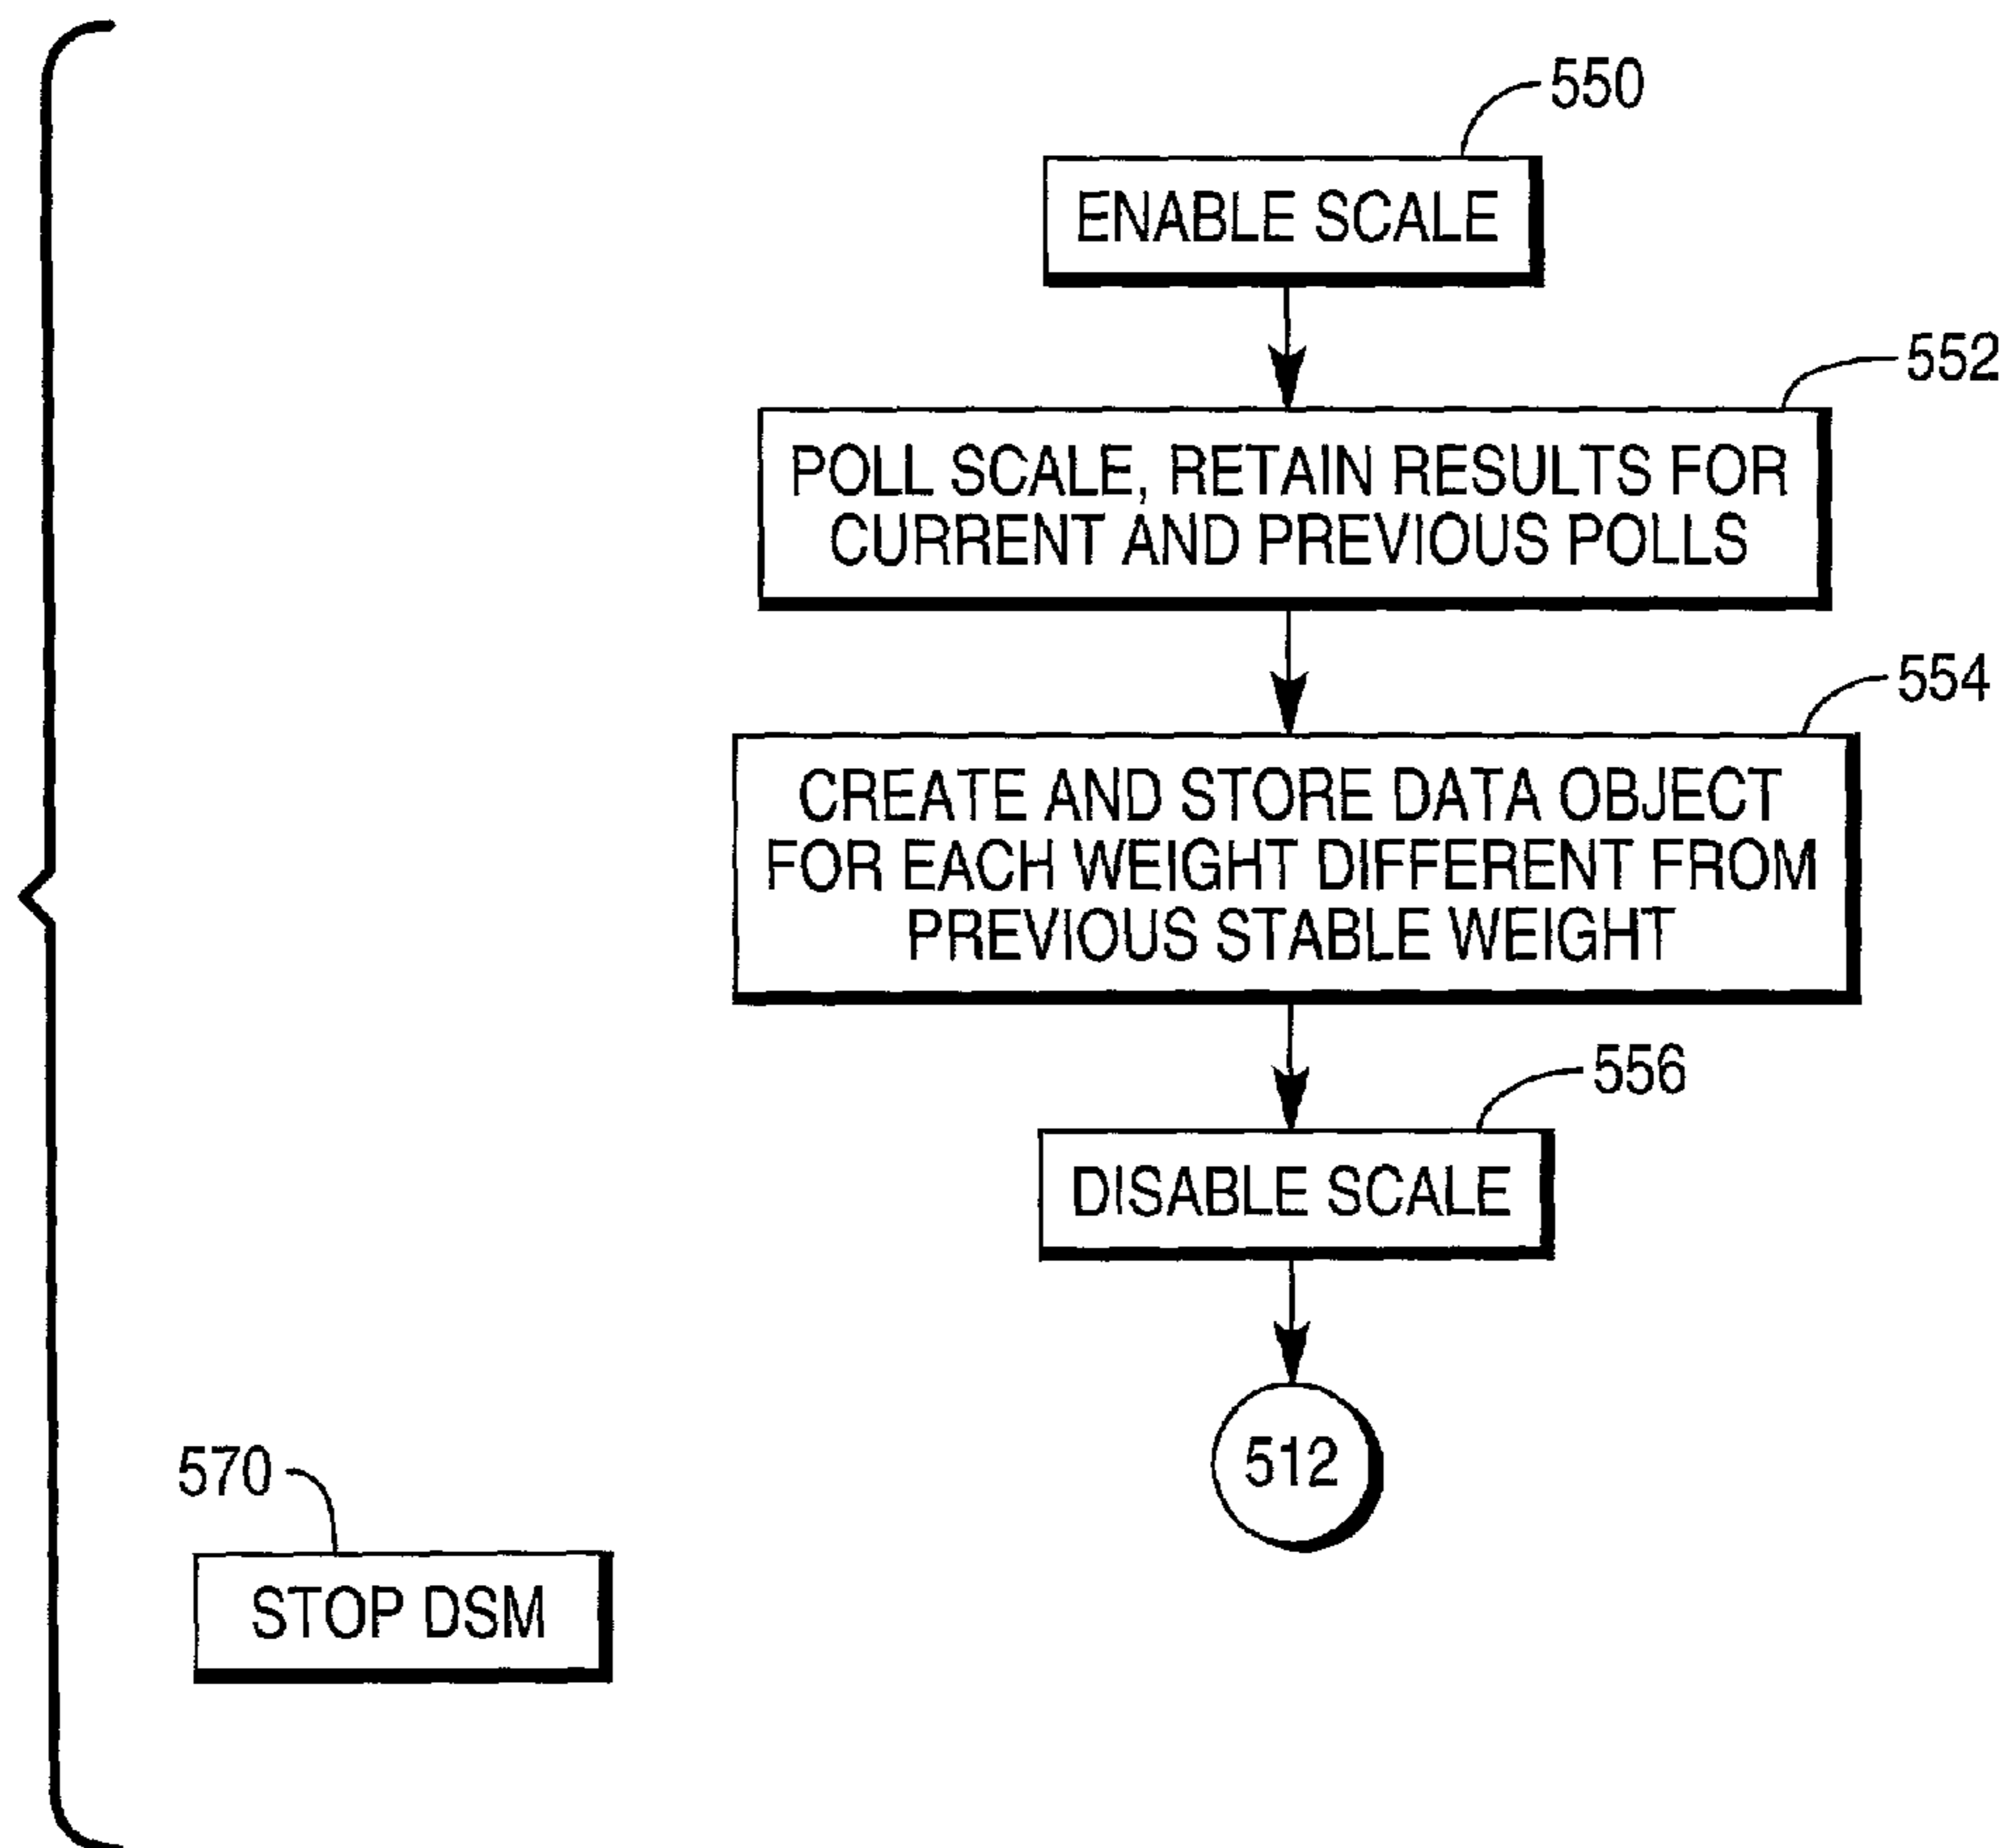 550
ENABLE SCALE
552
POLL SCALE, RETAIN RESULTS FOR
CURRENT AND PREVIOUS POLLS
554
CREATE AND STORE DATA OBJECT
FOR EACH WEIGHT DIFFERENT FROM
PREVIOUS STABLE WEIGHT
556
DISABLE SCALE
512
570
STOP DSM